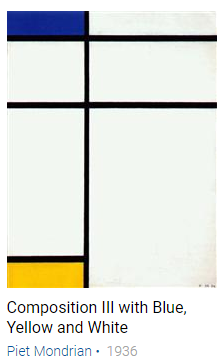 Composition III with Blue,
Yellow and White
Piet Mondrian • 1936